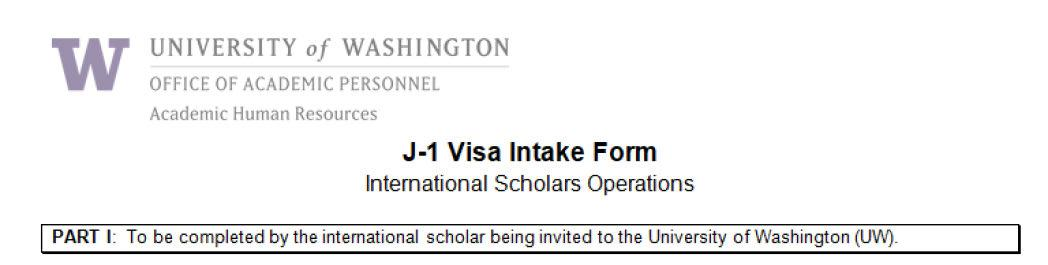 W UNIVERSITY of WASHINGTON
OFFICE OF ACADEMIC PERSONNEL
Academic Human Resources
J-1 Visa Intake Form
International Scholars Operations
PART I: To be completed by the international scholar being invited to the University of Washington (UW).